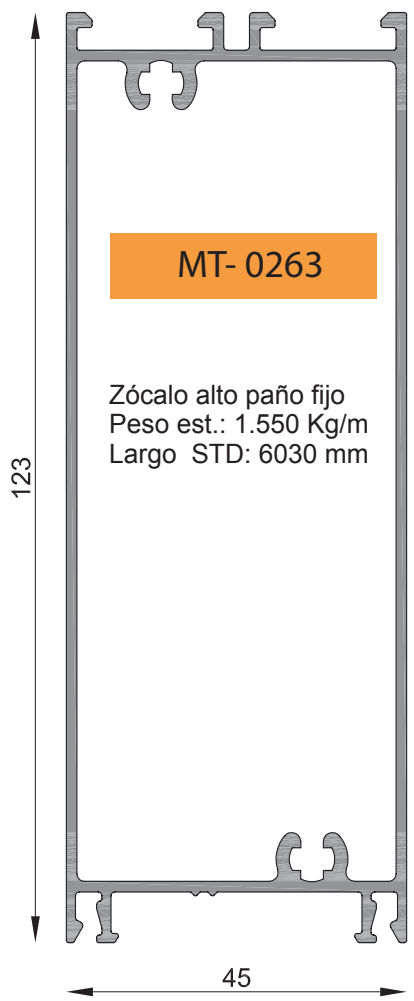 MT- 0263
Zócalo alto paño fijo
Peso est.: 1.550 Kg/m
Largo STD: 6030 mm
123
45